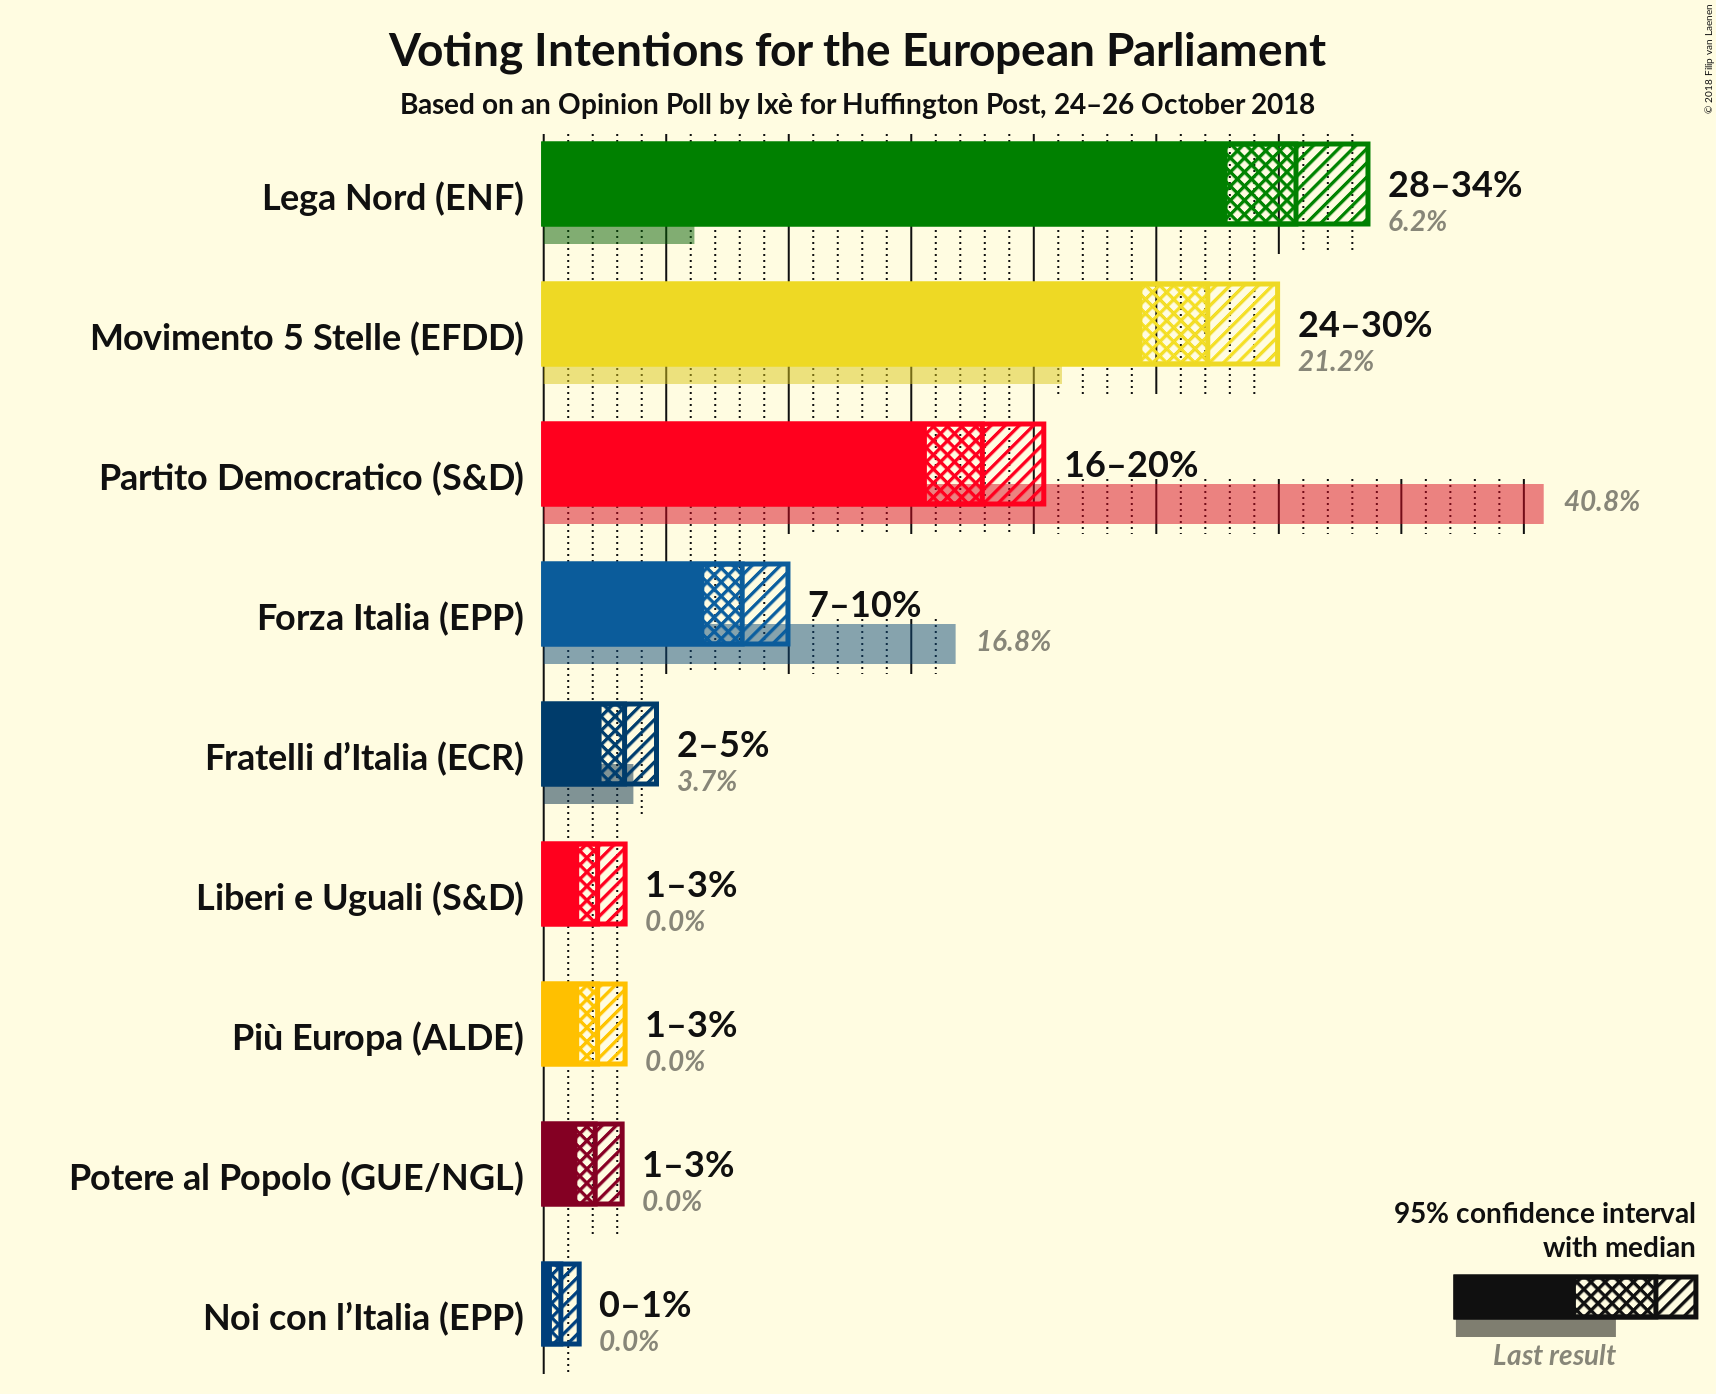 Voting Intentions for the European Parliament
Based on an Opinion Poll by Ixè for Huffington Post, 24–26 October 2018
© 2018 Filip van Laenen
Lega Nord (ENF)
28–34%
6.2%
Movimento 5 Stelle (EFDD)
24–30%
21.2%
Partito Democratico (S&D)
16–20%
40.8%
Forza Italia (EPP)
7–10%
16.8%
Fratelli d’Italia (ECR)
2–5%
3.7%
Liberi e Uguali (S&D)
1–3%
0.0%
Più Europa (ALDE)
1–3%
0.0%
Potere al Popolo (GUE/NGL)
1–3%
0.0%
Noi con l’Italia (EPP)
0–1%
0.0%
95% confidence interval
with median
Last result